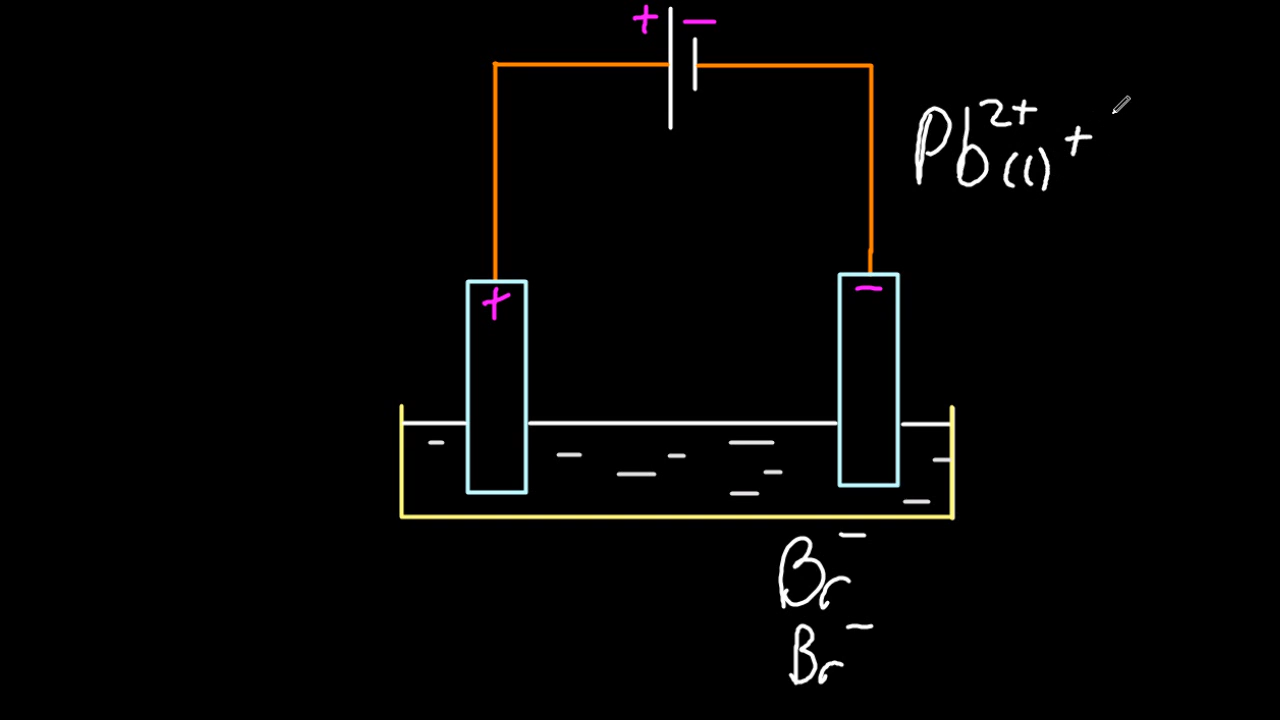 + −
Pb²⁺(l) +
+ −
Br⁻
Br⁻